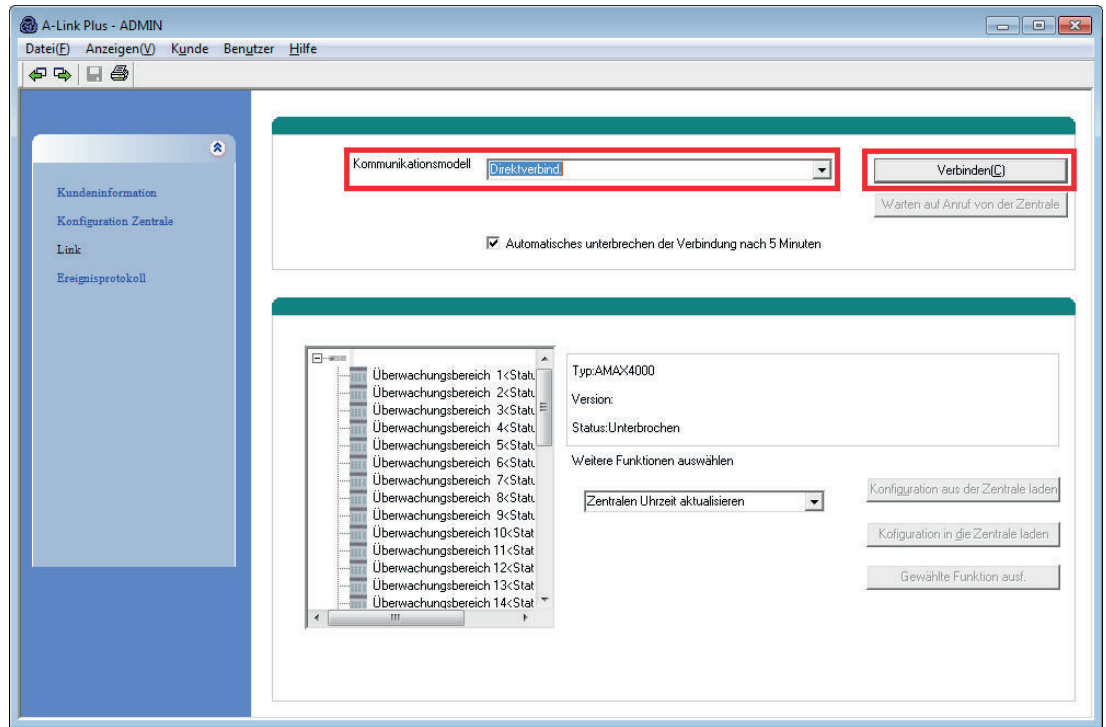 A-Link Plus - ADMIN
Datei(F) Anzeigen(V) Kunde Benutzer Hilfe
Kundeninformation
Konfiguration Zentrale
Link
Ereignisprotokoll
Kommunikationsmodell Direktverbind. Verbinden(C)
Warten auf Anruf von der Zentrale
Automatisches unterbrechen der Verbindung nach 5 Minuten
Überwachungsbereich 1<Statu
Überwachungsbereich 2<Statu
Überwachungsbereich 3<Statu
Überwachungsbereich 4<Statu
Überwachungsbereich 5<Statu
Überwachungsbereich 6<Statu
Überwachungsbereich 7<Statu
Überwachungsbereich 8<Statu
Überwachungsbereich 9<Statu
Überwachungsbereich 10<Stat
Überwachungsbereich 11<Stat
Überwachungsbereich 12<Stat
Überwachungsbereich 13<Stat
Überwachungsbereich 14<Stat
Typ:AMAX4000
Version:
Status:Unterbrochen
Weitere Funktionen auswählen
Zentralen Uhrzeit aktualisieren
Konfiguration aus der Zentrale laden
Kofiguration in die Zentrale laden
Gewählte Funktion ausf.